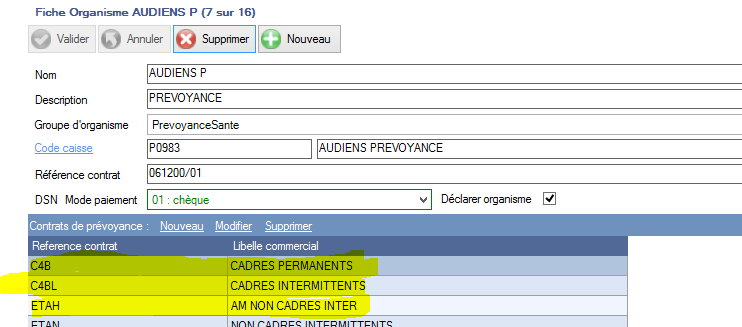 Fiche Organisme AUDIENS P (7 sur 16)
Valider Annuler Supprimer Nouveau
Nom AUDIENS P
Description PREVOYANCE
Groupe d'organisme PrevoyanceSante
Code caisse P0983 AUDIENS PREVOYANCE
Référence contrat 061200/01
DSN Mode paiement 01 : chèque Déclarer organisme
Contrats de prévoyance : Nouveau Modifier Supprimer
Reference contrat Libelle commercial
C4B CADRES PERMANENTS
C4BL CADRES INTERMITTENTS
ETAH AM NON CADRES INTER
ETAN NON CADRES INTERMITTENTS